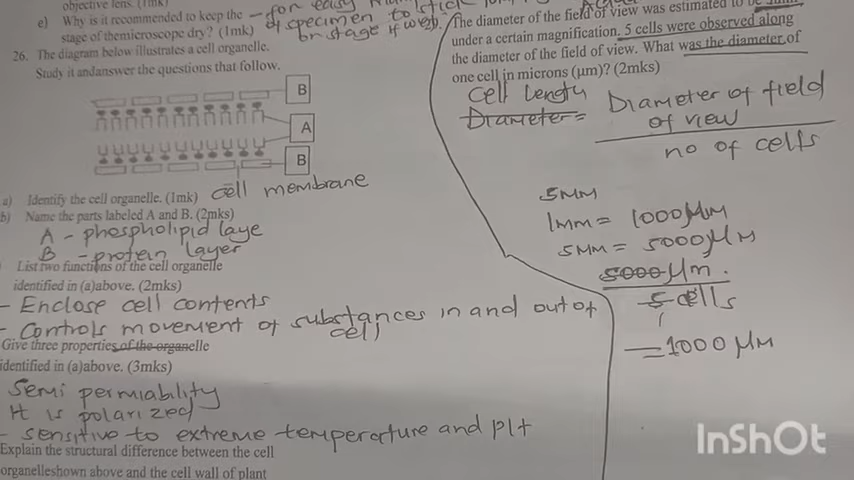 objective lens. (1mk)
e) Why is it recommended to keep the
stage of themicroscope dry? (1mk)
- for easy
of specimen to stick
on stage if web.
26. The diagram below illustrates a cell organelle.
Study it andanswer the questions that follow.
B
A
B
a) Identify the cell organelle. (1mk) cell membrane
b) Name the parts labeled A and B. (2mks)
A - phospholipid laye
B - protein layer
List two functions of the cell organelle
identified in (a)above. (2mks)
- Enclose cell contents
- Controls movement of substances in and out of
cell
Give three properties of the organelle
identified in (a)above. (3mks)
Semi permiability
It is polarized
- sensitive to extreme temperature and PH
Explain the structural difference between the cell
organelleshown above and the cell wall of plant
The diameter of the field of view was estimated to be
under a certain magnification. 5 cells were observed along
the diameter of the field of view. What was the diameter of
one cell in microns (µm)? (2mks)
Cell Length
Diameter = Diameter of field
of view
no of cells
5MM
1MM = 1000µM
5MM = 5000µM
5000µm.
5 cells
1
= 1000µM
InShOt